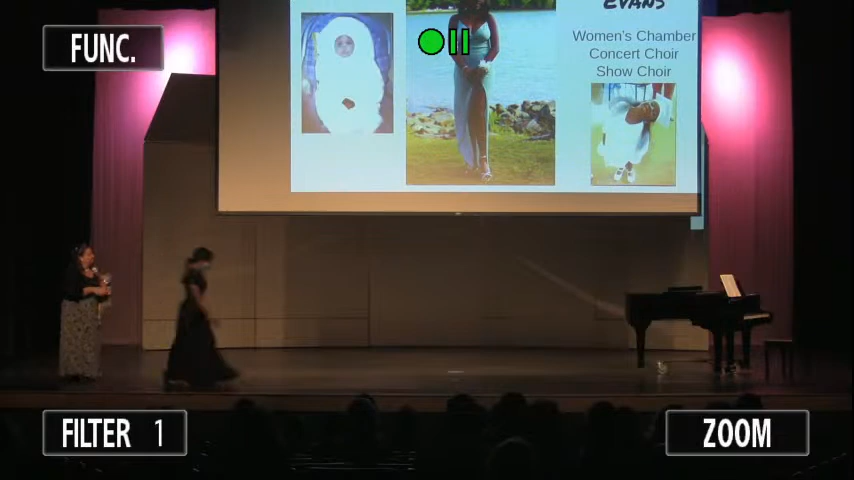 EVANS
FUNC.
Women's Chamber
Concert Choir
Show Choir
FILTER 1
ZOOM